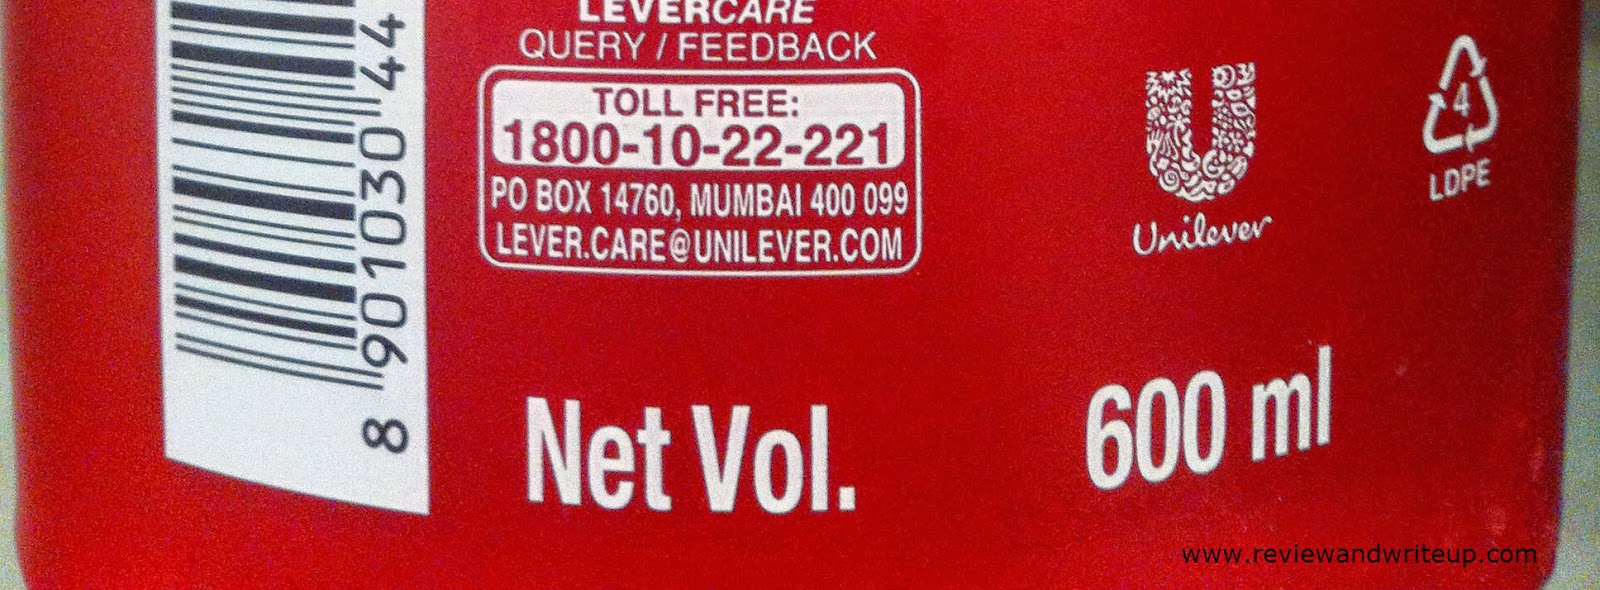 LEVERCARE
QUERY / FEEDBACK
TOLL FREE:
1800-10-22-221
PO BOX 14760, MUMBAI 400 099
LEVER.CARE@UNILEVER.COM
8 901030 44
Unilever
4
LDPE
Net Vol. 600 ml
www.reviewandwriteup.com